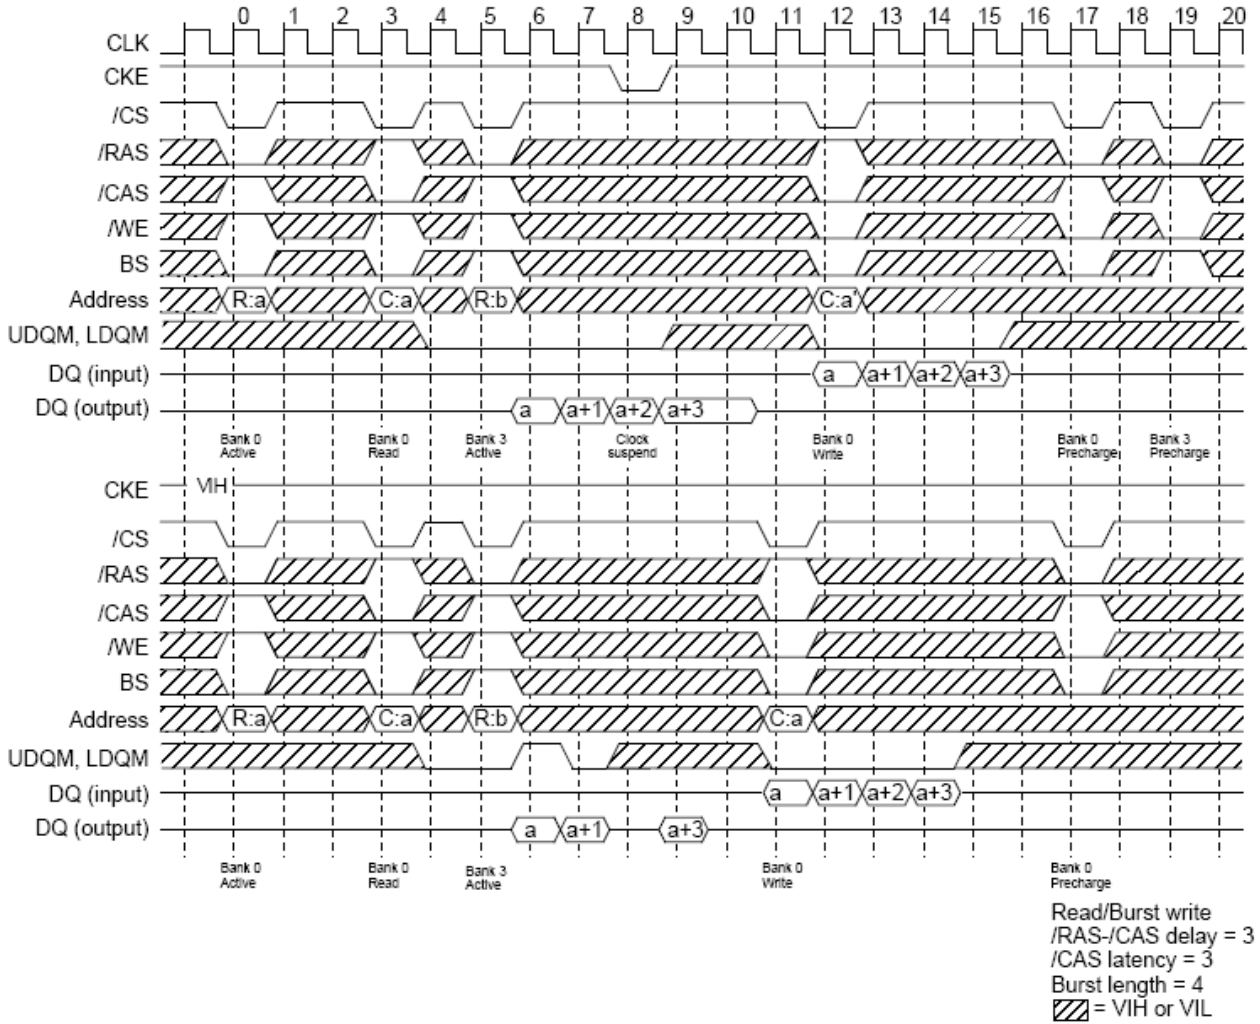 0 1 2 3 4 5 6 7 8 9 10 11 12 13 14 15 16 17 18 19 20
CLK
CKE
/CS
/RAS
/CAS
/WE
BS
Address R:a C:a R:b C:a'
UDQM, LDQM
DQ (input) a a+1 a+2 a+3
DQ (output) a a+1 a+2 a+3
Bank 0 Bank 0 Bank 3 Clock Bank 0 Bank 0 Bank 3
Active Read Active suspend Write Precharge Precharge
CKE VIH
/CS
/RAS
/CAS
/WE
BS
Address R:a C:a R:b C:a
UDQM, LDQM
DQ (input) a a+1 a+2 a+3
DQ (output) a a+1 a+3
Bank 0 Bank 0 Bank 3 Bank 0 Bank 0
Active Read Active Write Precharge
Read/Burst write
/RAS-/CAS delay = 3
/CAS latency = 3
Burst length = 4
= VIH or VIL